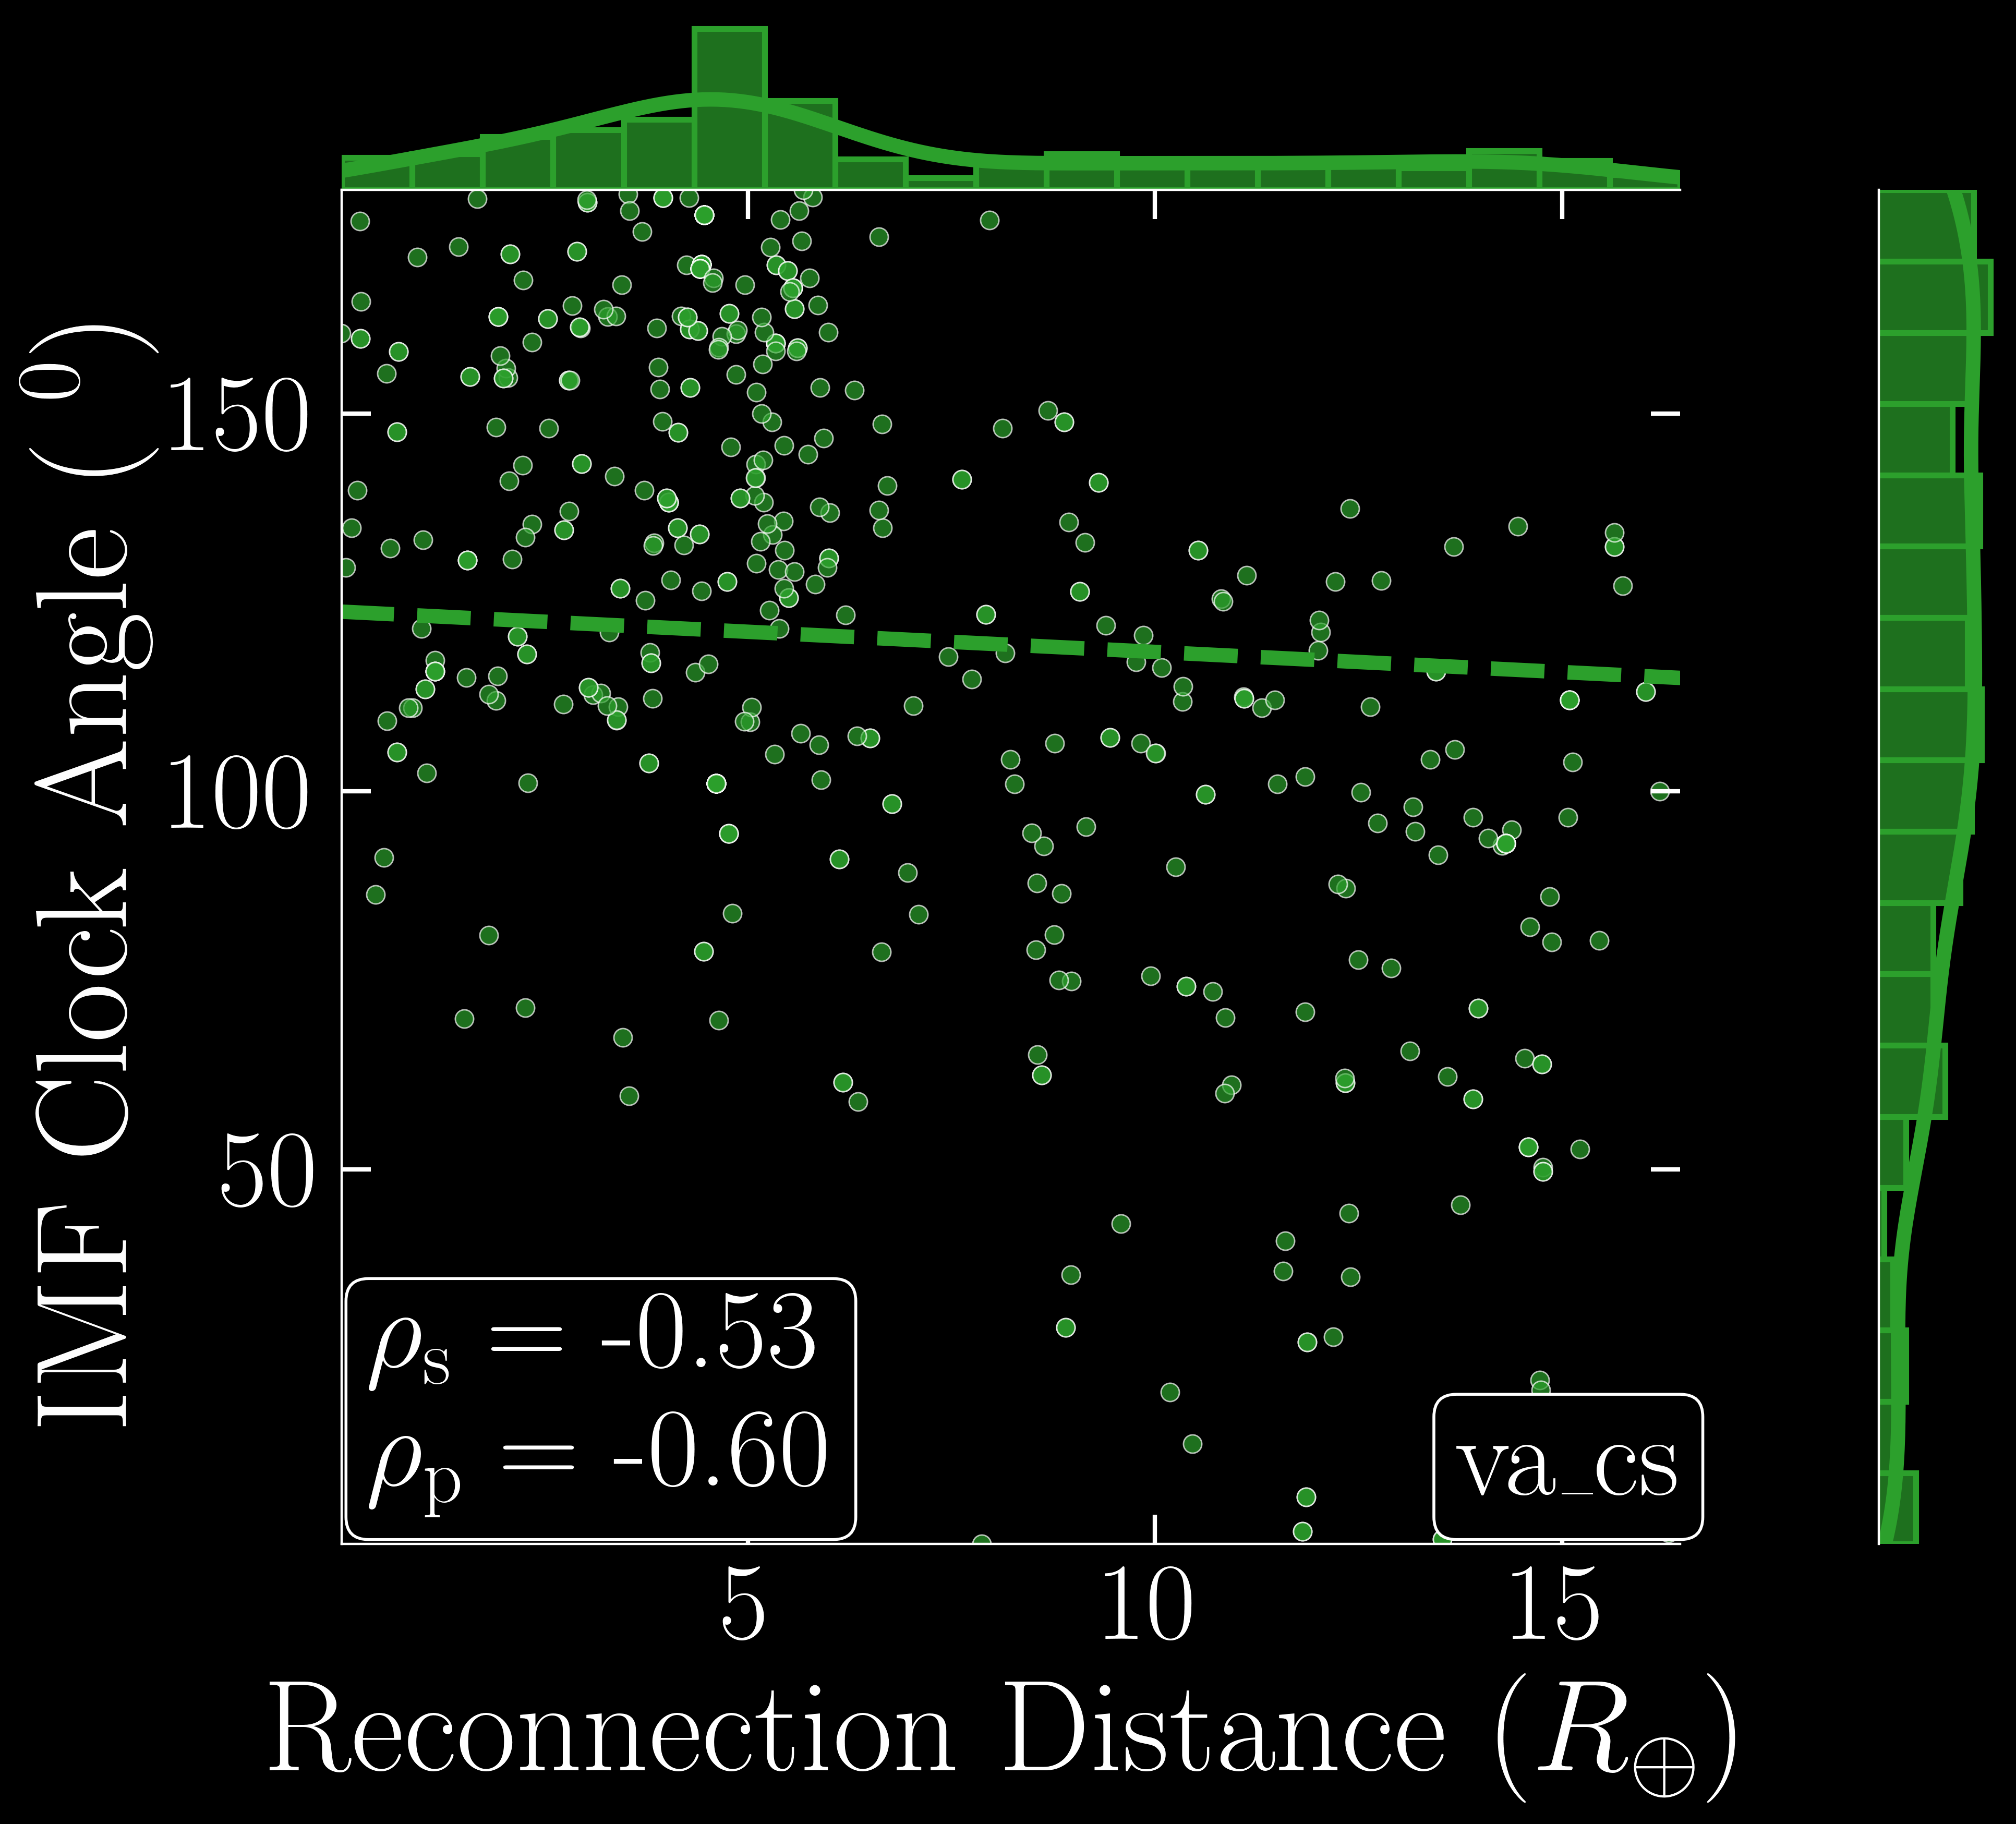 IMF Clock Angle ( ⁰)
150
100
50
ρₛ = -0.53
ρₚ = -0.60
va_cs
5 10 15
Reconnection Distance (R⊕)